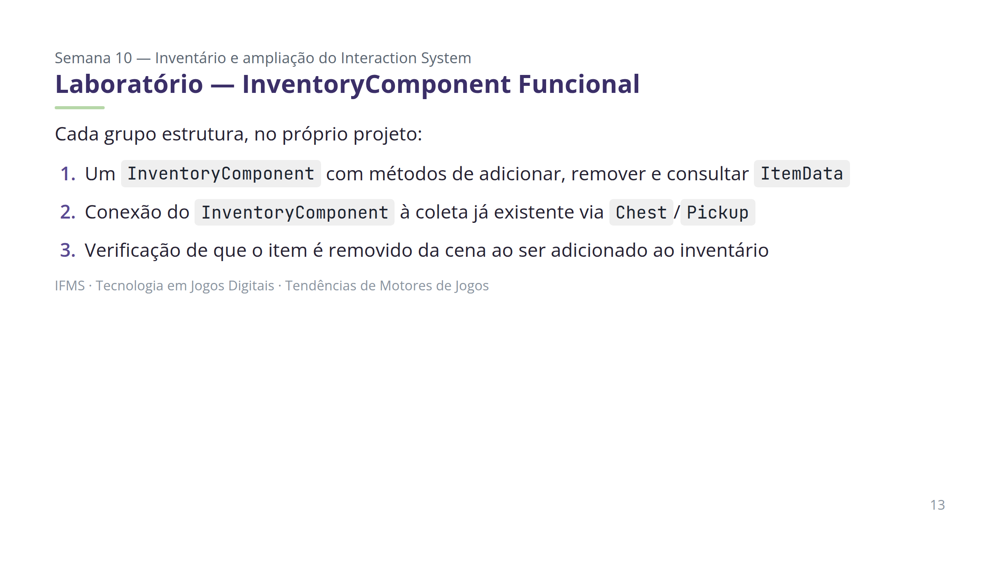 Semana 10 — Inventário e ampliação do Interaction System
Laboratório — InventoryComponent Funcional
Cada grupo estrutura, no próprio projeto:
1. Um InventoryComponent com métodos de adicionar, remover e consultar ItemData
2. Conexão do InventoryComponent à coleta já existente via Chest/Pickup
3. Verificação de que o item é removido da cena ao ser adicionado ao inventário
IFMS · Tecnologia em Jogos Digitais · Tendências de Motores de Jogos
13